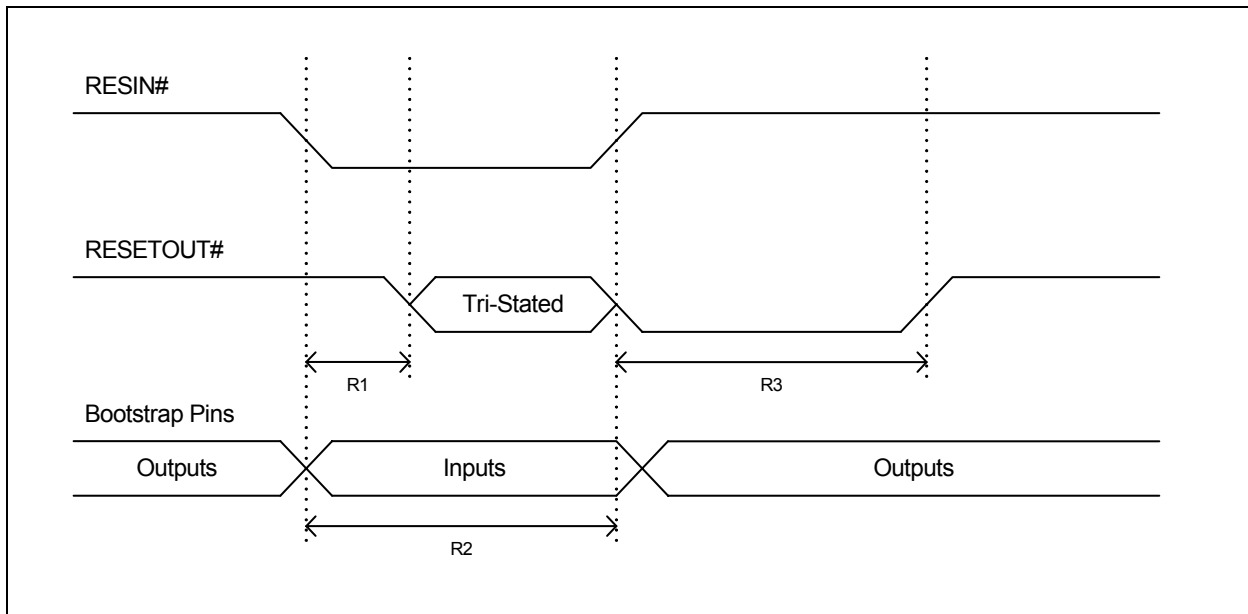 RESIN#
RESETOUT#
Tri-Stated
R1
R3
Bootstrap Pins
Outputs
Inputs
Outputs
R2